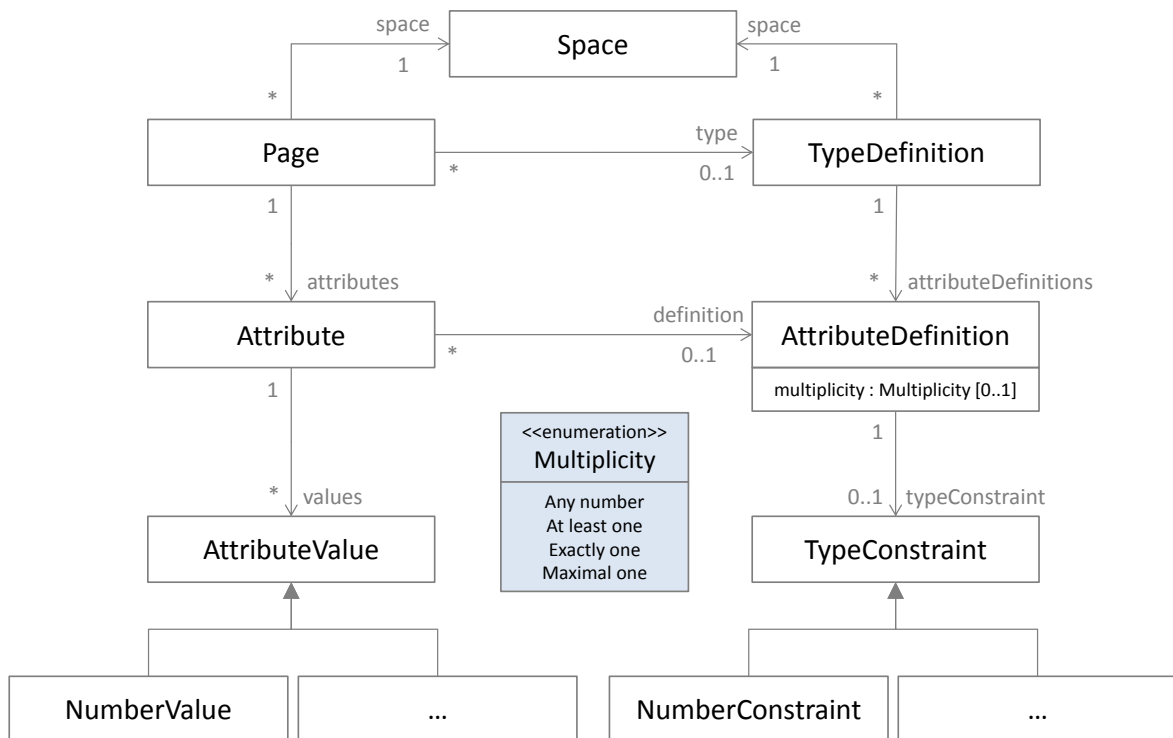 space
space
Space
1
1
*
*
type
Page
TypeDefinition
*
0..1
1
1
*
attributes
*
attributeDefinitions
definition
Attribute
AttributeDefinition
*
0..1
multiplicity : Multiplicity [0..1]
1
1
<<enumeration>>
Multiplicity
Any number
At least one
Exactly one
Maximal one
*
values
0..1
typeConstraint
AttributeValue
TypeConstraint
NumberValue
...
NumberConstraint
...